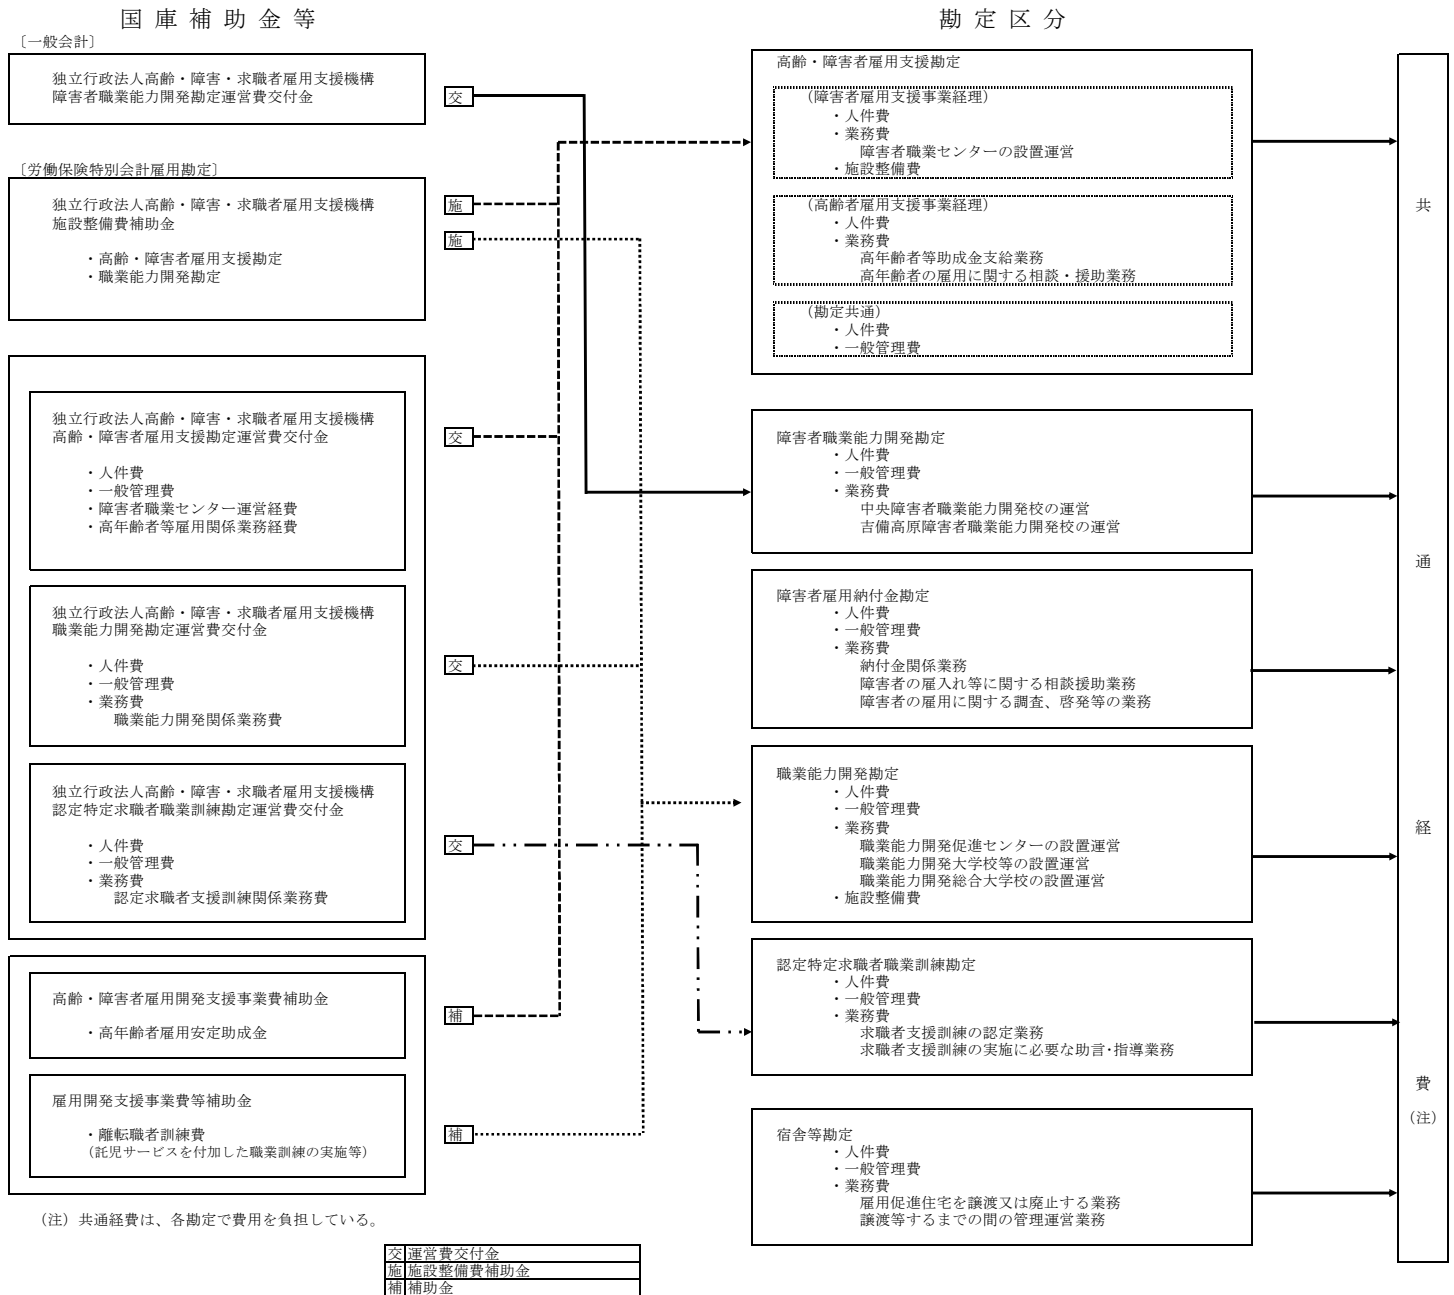 国庫補助金等
〔一般会計〕
独立行政法人高齢・障害・求職者雇用支援機構
障害者職業能力開発勘定運営費交付金
交
〔労働保険特別会計雇用勘定〕
独立行政法人高齢・障害・求職者雇用支援機構
施設整備費補助金
・高齢・障害者雇用支援勘定
・職業能力開発勘定
施
施
独立行政法人高齢・障害・求職者雇用支援機構
高齢・障害者雇用支援勘定運営費交付金
・人件費
・一般管理費
・障害者職業センター運営経費
・高年齢者等雇用関係業務経費
交
独立行政法人高齢・障害・求職者雇用支援機構
職業能力開発勘定運営費交付金
・人件費
・一般管理費
・業務費
職業能力開発関係業務費
交
独立行政法人高齢・障害・求職者雇用支援機構
認定特定求職者職業訓練勘定運営費交付金
・人件費
・一般管理費
・業務費
認定求職者支援訓練関係業務費
交
高齢・障害者雇用開発支援事業費補助金
・高年齢者雇用安定助成金
補
雇用開発支援事業費等補助金
・離転職者訓練費
（託児サービスを付加した職業訓練の実施等）
補
（注）共通経費は、各勘定で費用を負担している。
交 運営費交付金
施 施設整備費補助金
補 補助金
勘定区分
高齢・障害者雇用支援勘定
（障害者雇用支援事業経理）
・人件費
・業務費
障害者職業センターの設置運営
・施設整備費
（高齢者雇用支援事業経理）
・人件費
・業務費
高年齢者等助成金支給業務
高年齢者の雇用に関する相談・援助業務
（勘定共通）
・人件費
・一般管理費
障害者職業能力開発勘定
・人件費
・一般管理費
・業務費
中央障害者職業能力開発校の運営
吉備高原障害者職業能力開発校の運営
障害者雇用納付金勘定
・人件費
・一般管理費
・業務費
納付金関係業務
障害者の雇入れ等に関する相談援助業務
障害者の雇用に関する調査、啓発等の業務
職業能力開発勘定
・人件費
・一般管理費
・業務費
職業能力開発促進センターの設置運営
職業能力開発大学校等の設置運営
職業能力開発総合大学校の設置運営
・施設整備費
認定特定求職者職業訓練勘定
・人件費
・一般管理費
・業務費
求職者支援訓練の認定業務
求職者支援訓練の実施に必要な助言・指導業務
宿舎等勘定
・人件費
・一般管理費
・業務費
雇用促進住宅を譲渡又は廃止する業務
譲渡等するまでの間の管理運営業務
共通経費（注）